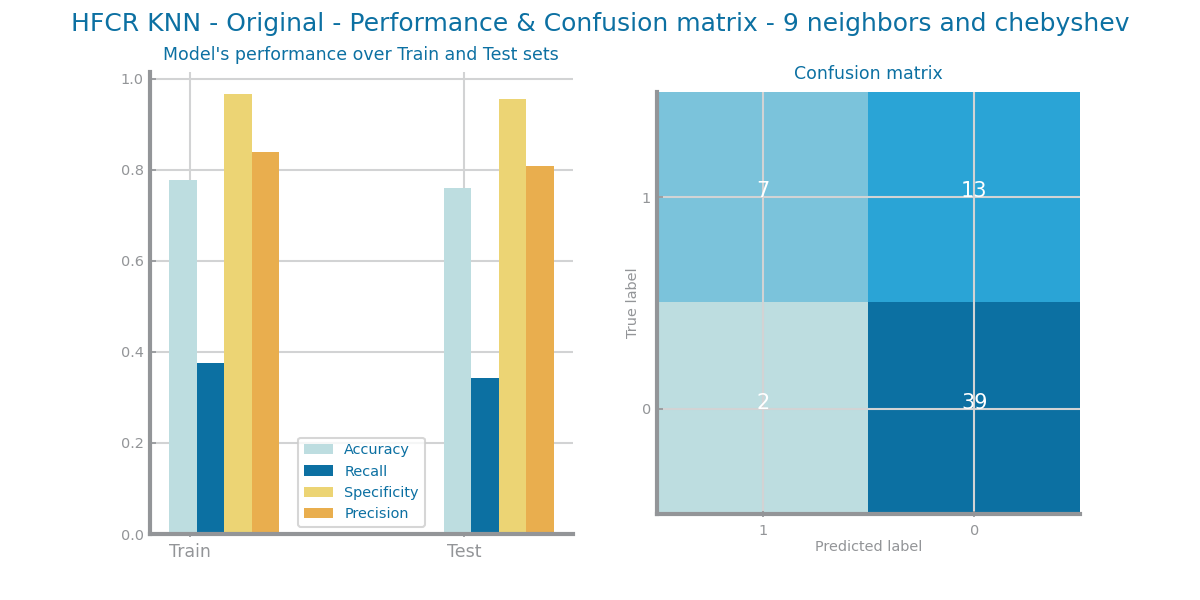 HFCR KNN - Original - Performance & Confusion matrix - 9 neighbors and chebyshev
Model's performance over Train and Test sets
1.0
0.8
0.6
0.4
0.2
0.0
Accuracy
Recall
Specificity
Precision
Train
Test
Confusion matrix
True label
1
0
7
13
2
39
1
0
Predicted label